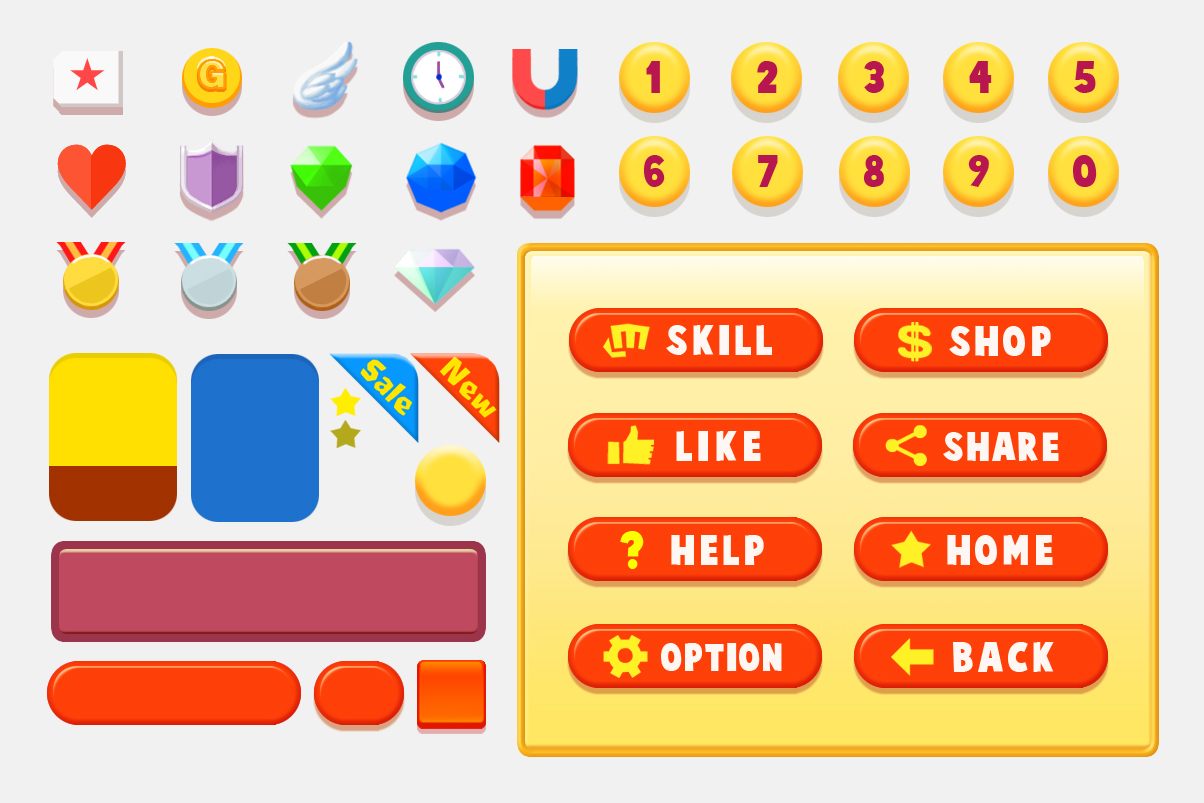 G
1 2 3 4 5
6 7 8 9 0
Sale New
SKILL SHOP
LIKE SHARE
? HELP HOME
OPTION BACK